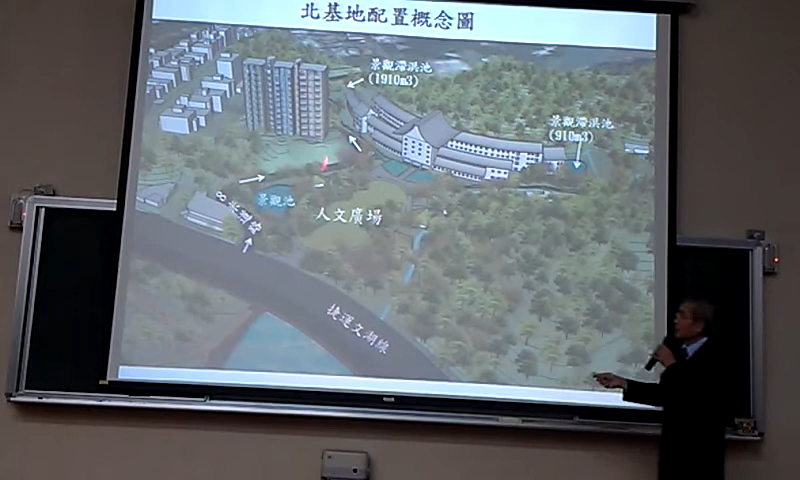 北基地配置概念圖
景觀滯洪池
(1910m3)
景觀滯洪池
(910m3)
景觀池
人文廣場
捷運文湖線